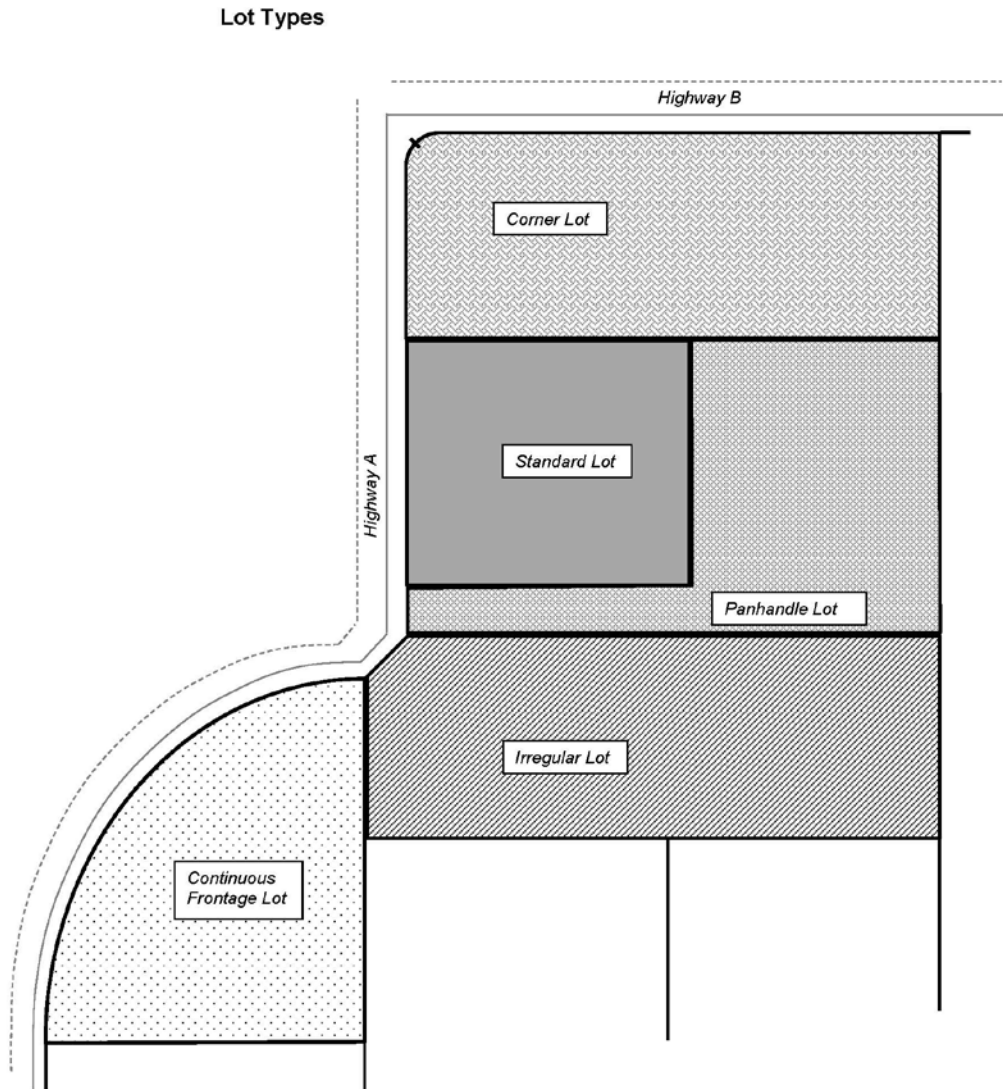 Lot Types
Highway B
Corner Lot
Highway A
Standard Lot
Panhandle Lot
Irregular Lot
Continuous
Frontage Lot